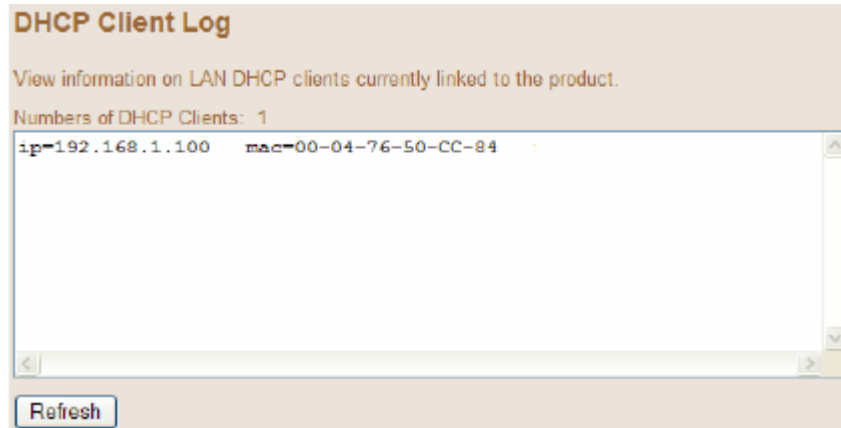 DHCP Client Log
View information on LAN DHCP clients currently linked to the product.
Numbers of DHCP Clients: 1
ip=192.168.1.100 mac=00-04-76-50-CC-84
Refresh